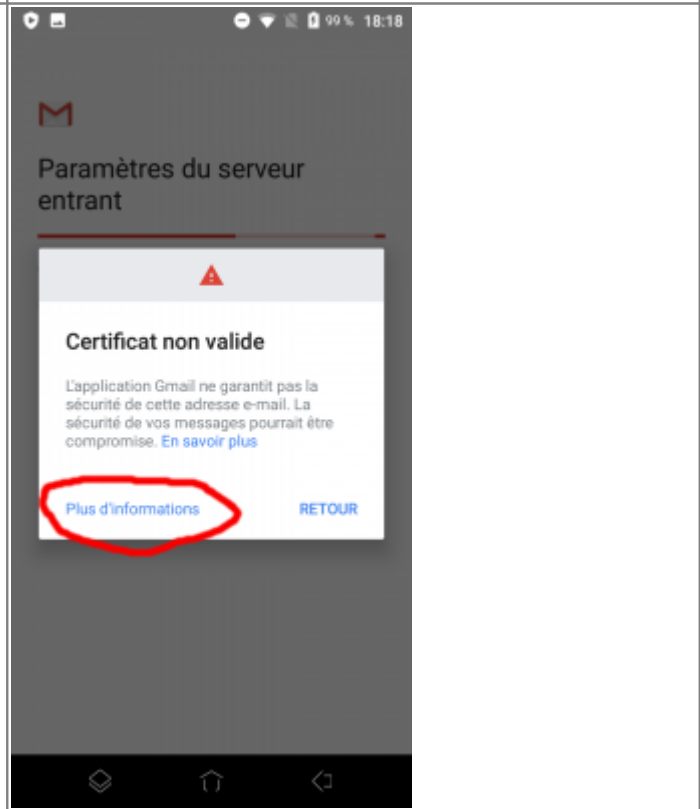 99 % 18:18
Paramètres du serveur
entrant
Certificat non valide
L'application Gmail ne garantit pas la
sécurité de cette adresse e-mail. La
sécurité de vos messages pourrait être
compromise. En savoir plus
Plus d'informations RETOUR